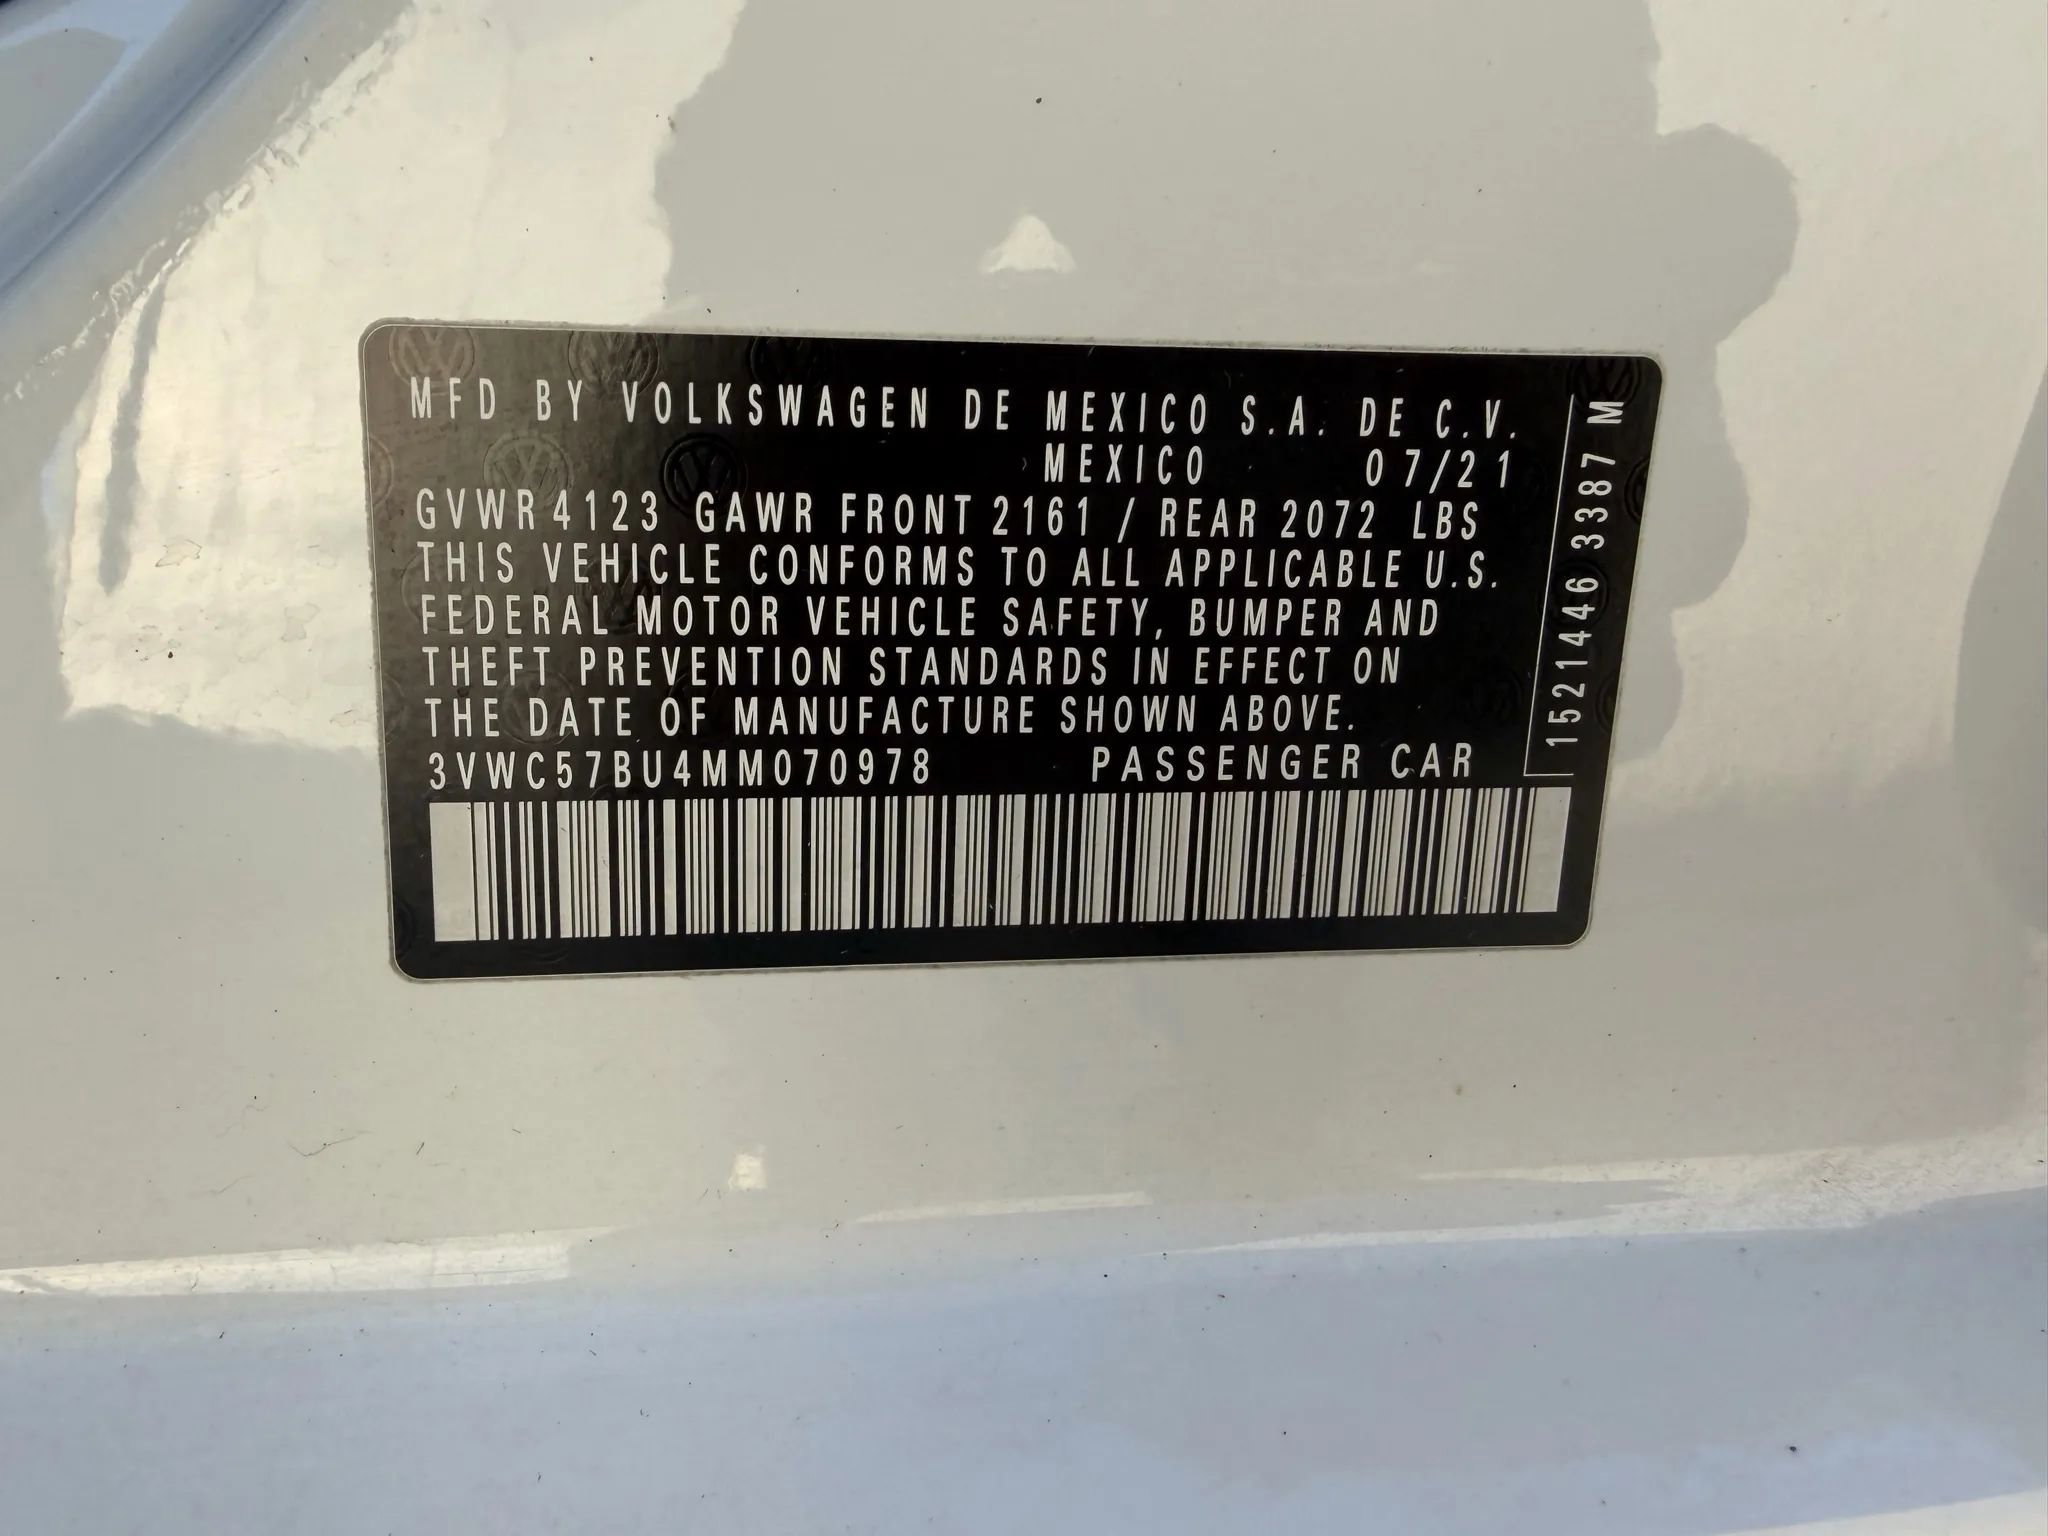 MFD BY VOLKSWAGEN DE MEXICO S.A. DE C.V.
MEXICO 07/21
GVWR 4123 GAWR FRONT 2161 / REAR 2072 LBS
THIS VEHICLE CONFORMS TO ALL APPLICABLE U.S.
FEDERAL MOTOR VEHICLE SAFETY, BUMPER AND
THEFT PREVENTION STANDARDS IN EFFECT ON
THE DATE OF MANUFACTURE SHOWN ABOVE.
3VWC57BU4MM070978 PASSENGER CAR
1521446 3387 M